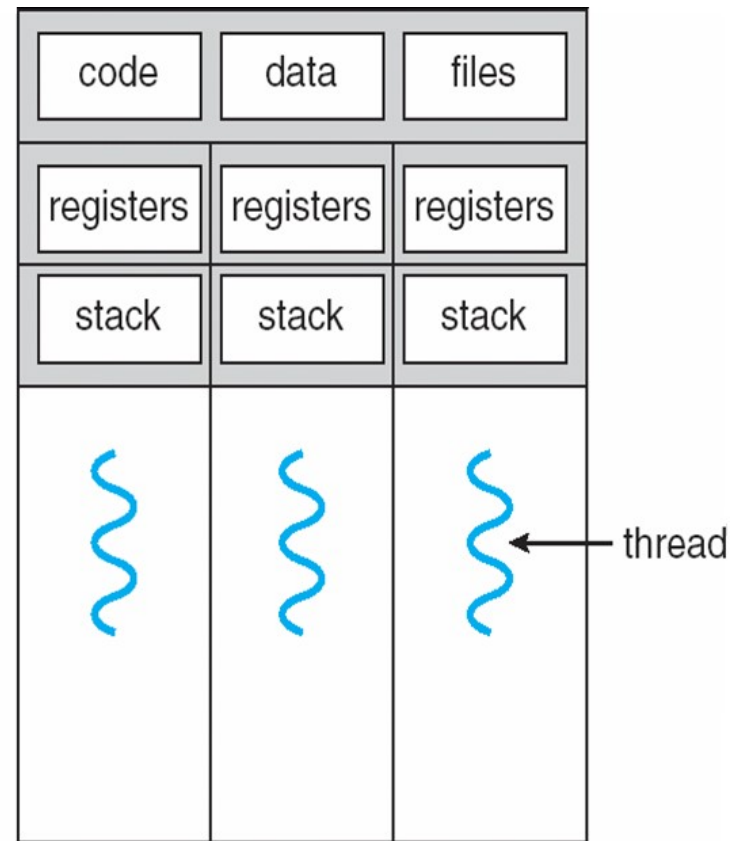 code data files
registers registers registers
stack stack stack
thread